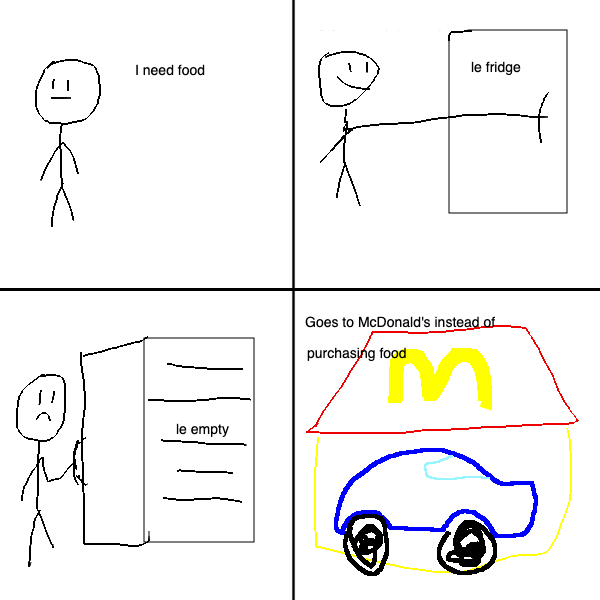 I need food
le fridge
le empty
Goes to McDonald's instead of
purchasing food
M